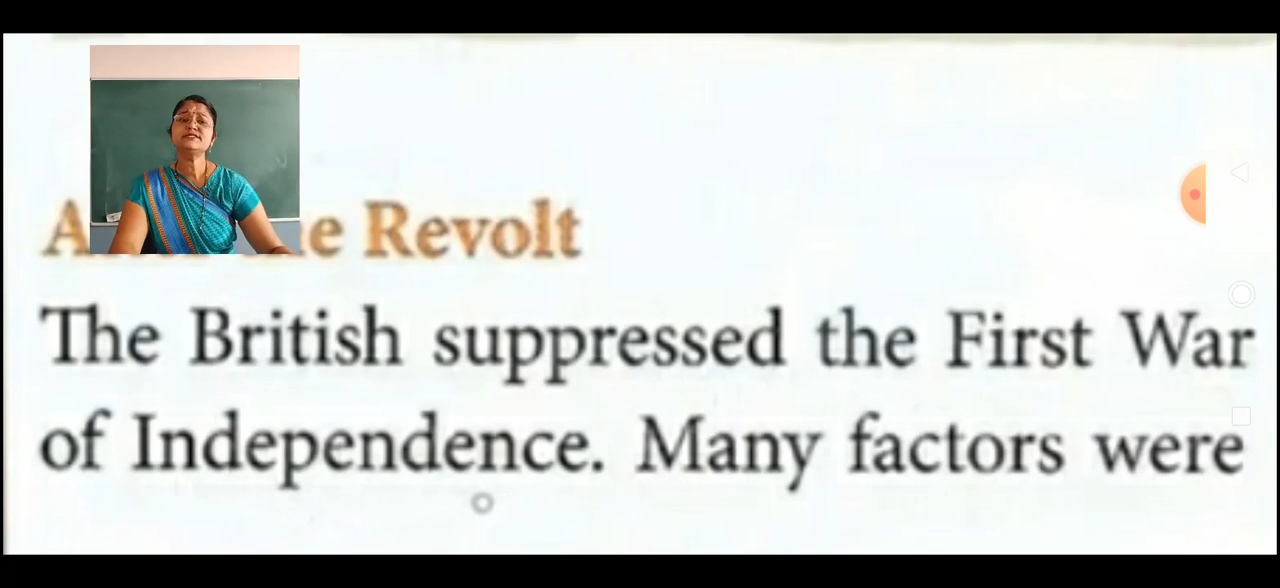 Revolt
The British suppressed the First War
of Independence. Many factors were